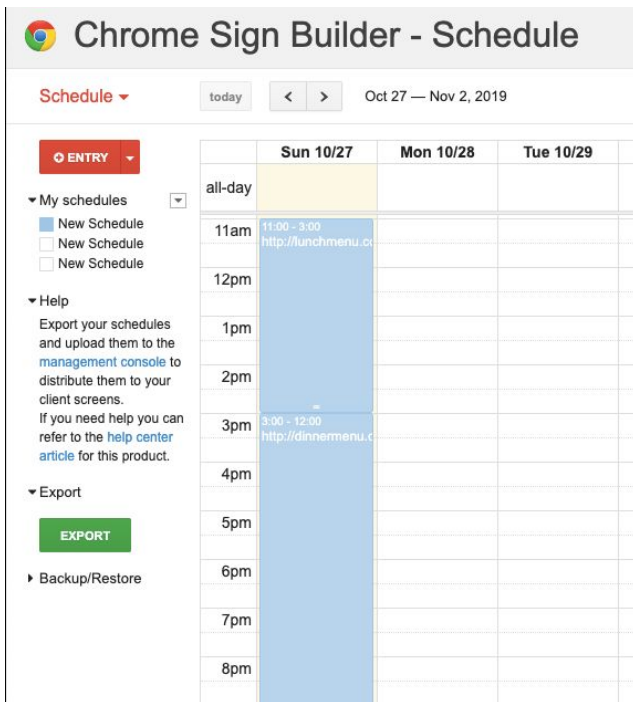 Chrome Sign Builder - Schedule
Schedule
today < > Oct 27 — Nov 2, 2019
ENTRY
Sun 10/27 Mon 10/28 Tue 10/29
all-day
My schedules
New Schedule
New Schedule
New Schedule
Help
Export your schedules
and upload them to the
management console to
distribute them to your
client screens.
If you need help you can
refer to the help center
article for this product.
Export
EXPORT
Backup/Restore
11am
11:00 - 3:00
http://lunchmenu.co
12pm
1pm
2pm
3pm
3:00 - 12:00
http://dinnermenu.c
4pm
5pm
6pm
7pm
8pm